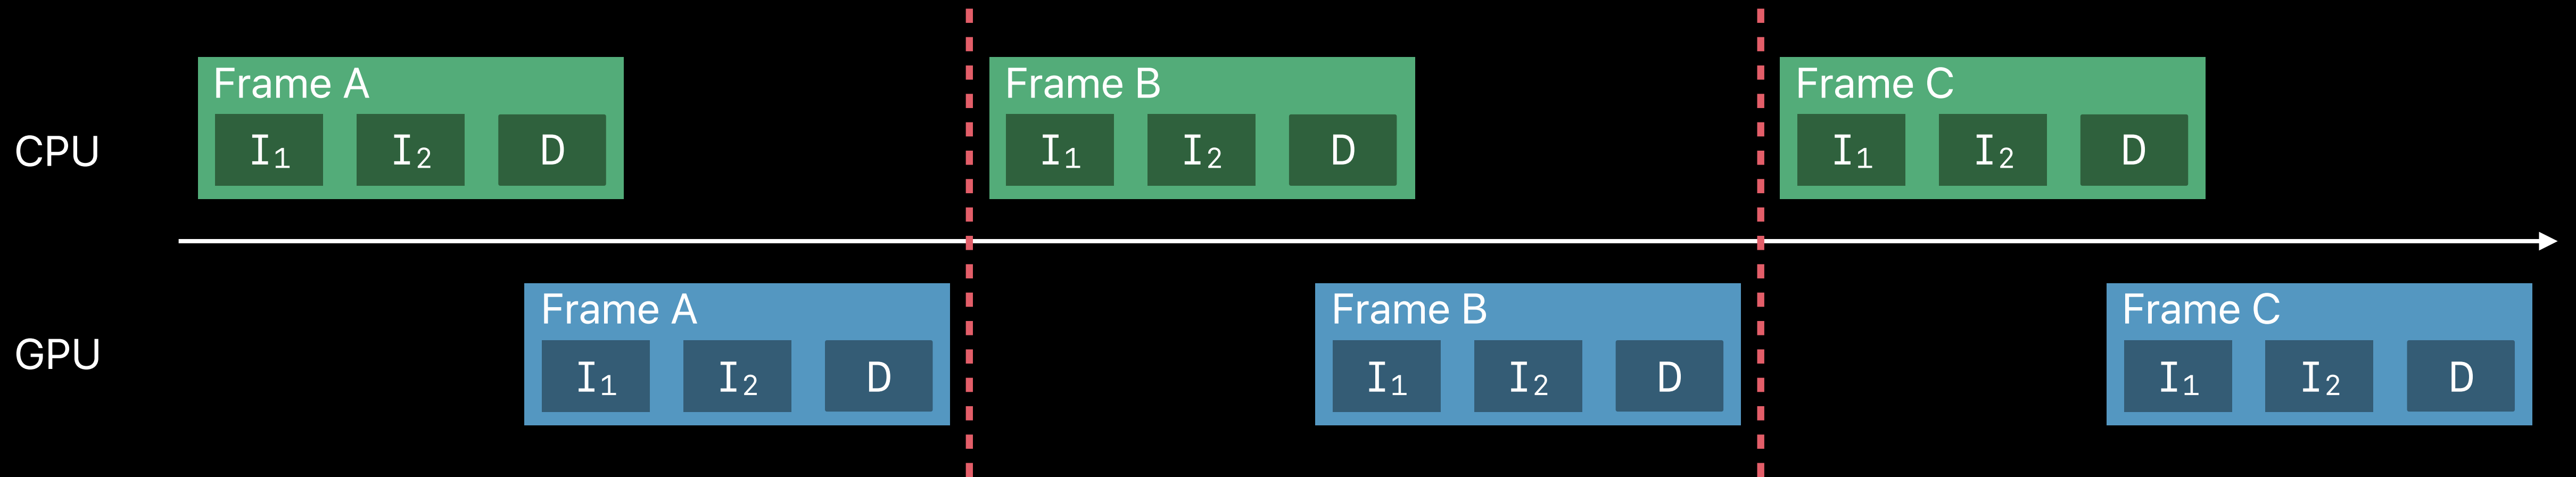 Frame A
Frame B
Frame C
CPU
I₁ I₂ D
I₁ I₂ D
I₁ I₂ D
Frame A
Frame B
Frame C
GPU
I₁ I₂ D
I₁ I₂ D
I₁ I₂ D